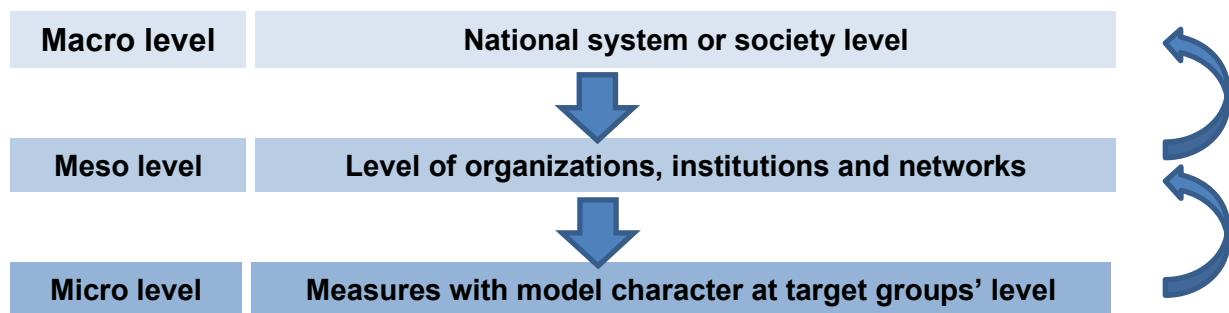 Macro level National system or society level
Meso level Level of organizations, institutions and networks
Micro level Measures with model character at target groups’ level